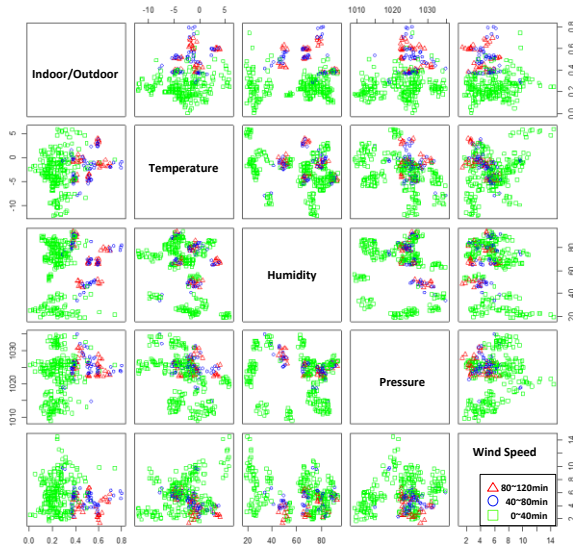 -10 -5 0 5
1010 1020 1030
Indoor/Outdoor
0.0 0.2 0.4 0.6 0.8
-10 -5 0 5
Temperature
Humidity
20 40 60 80
1010 1020 1030
Pressure
Wind Speed
2 4 6 8 10 12 14
80~120min
40~80min
0~40min
0.0 0.2 0.4 0.6 0.8
20 40 60 80
2 4 6 8 10 14